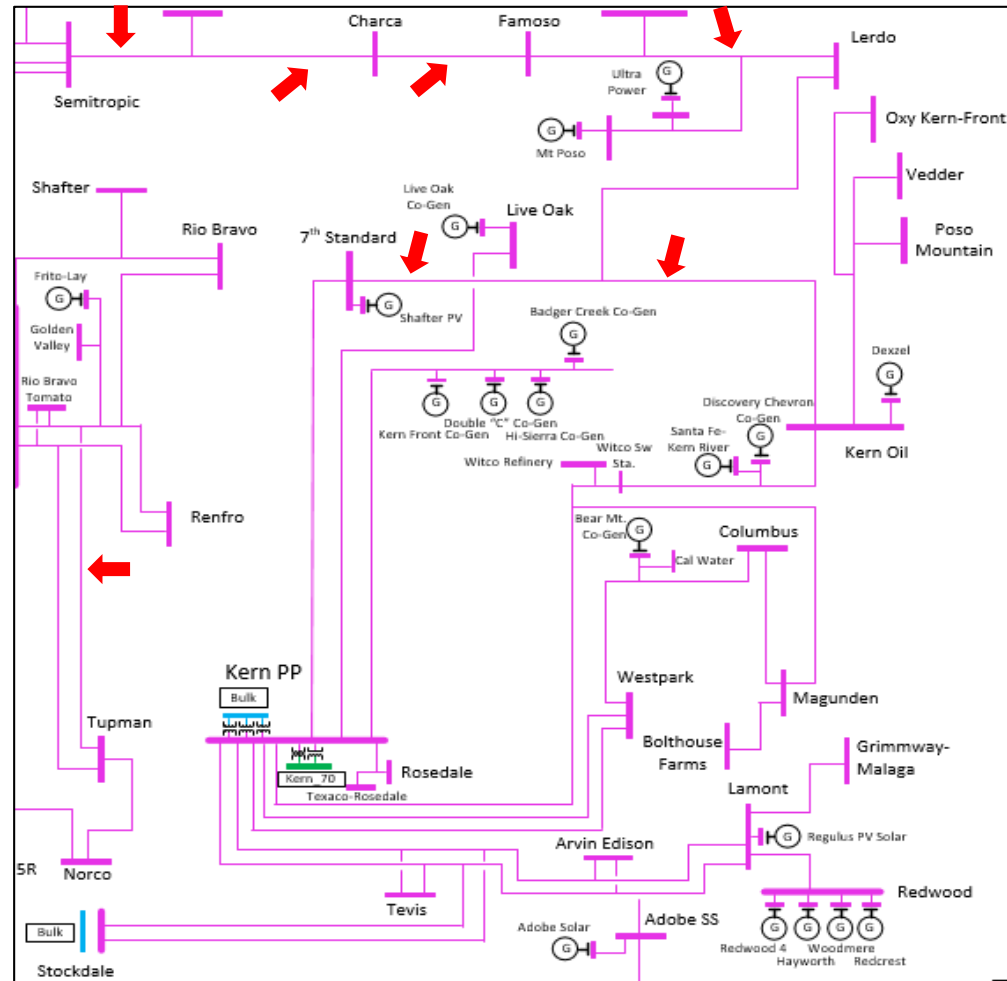 Charca
Famoso
Lerdo
Semitropic
Ultra
Power
G
Oxy Kern-Front
G
Mt Poso
Vedder
Shafter
Live Oak
Co-Gen
G
Live Oak
Rio Bravo
7th Standard
Poso
Mountain
Frito-Lay
G
G
Shafter PV
Badger Creek Co-Gen
G
Golden
Valley
Dexzel
G
Rio Bravo
Tomato
G
G
G
Double "C" Co-Gen
Kern Front Co-Gen
Hi-Sierra Co-Gen
Discovery Chevron
Co-Gen
G
Santa Fe-
Kern River
G
Kern Oil
Witco Refinery
Witco Sw
Sta.
Renfro
Bear Mt.
Co-Gen
G
Columbus
Cal Water
Kern PP
Bulk
Westpark
Magunden
Tupman
Bolthouse
Farms
Grimmway-
Malaga
Rosedale
Kern_70
Texaco-Rosedale
Lamont
G
Regulus PV Solar
Arvin Edison
SR
Norco
Redwood
Tevis
Adobe Solar
G
Adobe SS
G
G
G
G
Redwood 4
Woodmere
Hayworth
Redcrest
Bulk
Stockdale